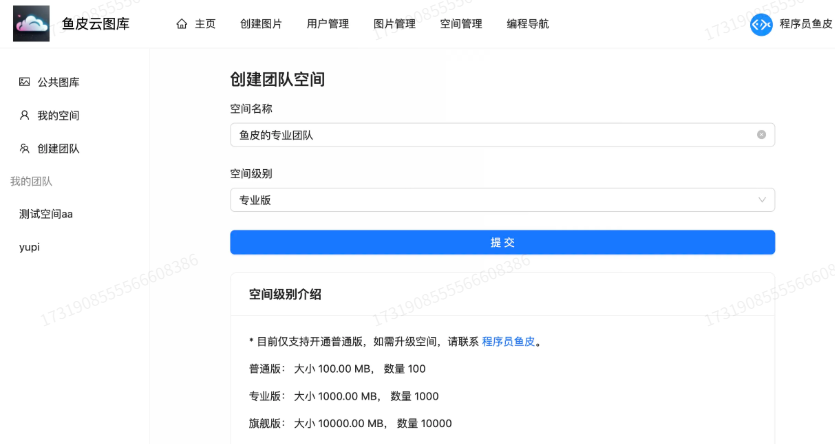 鱼皮云图库
主页 创建图片 用户管理 图片管理 空间管理 编程导航
程序员鱼皮
公共图库
我的空间
创建团队
我的团队
测试空间aa
yupi
创建团队空间
空间名称
鱼皮的专业团队
空间级别
专业版
提 交
空间级别介绍
* 目前仅支持开通普通版，如需升级空间，请联系 程序员鱼皮。
普通版： 大小 100.00 MB， 数量 100
专业版： 大小 1000.00 MB， 数量 1000
旗舰版： 大小 10000.00 MB， 数量 10000
1731908555566608386
1731908555566608386